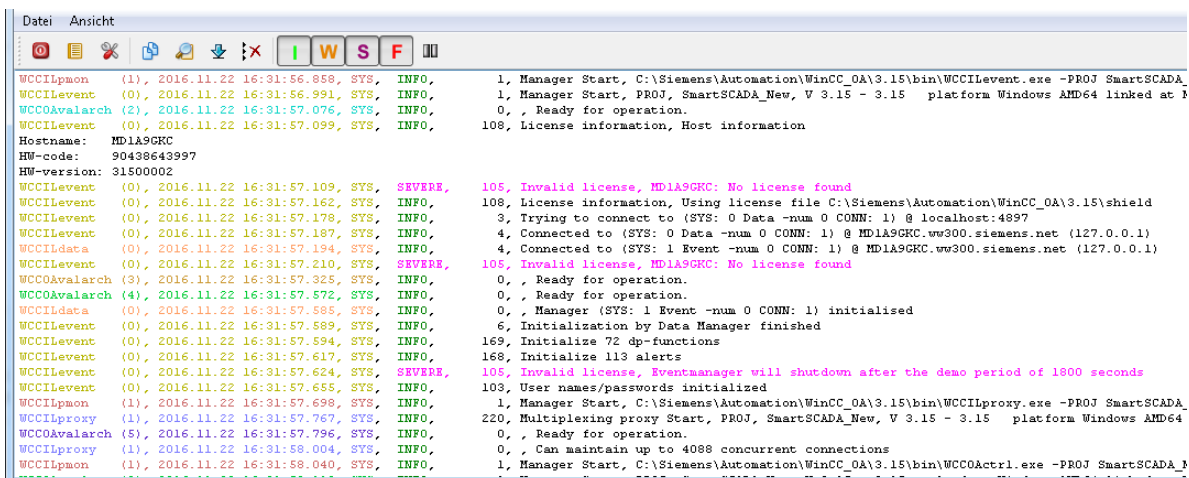 Datei Ansicht
I W S F
WCCILpmon (1), 2016.11.22 16:31:56.858, SYS, INFO, 1, Manager Start, C:\Siemens\Automation\WinCC_OA\3.15\bin\WCCILevent.exe -PROJ SmartSCADA_
WCCILevent (0), 2016.11.22 16:31:56.991, SYS, INFO, 1, Manager Start, PROJ, SmartSCADA_New, V 3.15 - 3.15 platform Windows AMD64 linked at
WCCOAvalarch (2), 2016.11.22 16:31:57.076, SYS, INFO, 0, , Ready for operation.
WCCILevent (0), 2016.11.22 16:31:57.099, SYS, INFO, 108, License information, Host information
Hostname: MD1A9GKC
HW-code: 90438643997
HW-version: 31500002
WCCILevent (0), 2016.11.22 16:31:57.109, SYS, SEVERE, 105, Invalid license, MD1A9GKC: No license found
WCCILevent (0), 2016.11.22 16:31:57.162, SYS, INFO, 108, License information, Using license file C:\Siemens\Automation\WinCC_OA\3.15\shield
WCCILevent (0), 2016.11.22 16:31:57.178, SYS, INFO, 3, Trying to connect to (SYS: 0 Data -num 0 CONN: 1) @ localhost:4897
WCCILevent (0), 2016.11.22 16:31:57.187, SYS, INFO, 4, Connected to (SYS: 0 Data -num 0 CONN: 1) @ MD1A9GKC.ww300.siemens.net (127.0.0.1)
WCCILdata (0), 2016.11.22 16:31:57.194, SYS, INFO, 4, Connected to (SYS: 1 Event -num 0 CONN: 1) @ MD1A9GKC.ww300.siemens.net (127.0.0.1)
WCCILevent (0), 2016.11.22 16:31:57.210, SYS, SEVERE, 105, Invalid license, MD1A9GKC: No license found
WCCOAvalarch (3), 2016.11.22 16:31:57.325, SYS, INFO, 0, , Ready for operation.
WCCOAvalarch (4), 2016.11.22 16:31:57.572, SYS, INFO, 0, , Ready for operation.
WCCILdata (0), 2016.11.22 16:31:57.585, SYS, INFO, 0, , Manager (SYS: 1 Event -num 0 CONN: 1) initialised
WCCILevent (0), 2016.11.22 16:31:57.589, SYS, INFO, 6, Initialization by Data Manager finished
WCCILevent (0), 2016.11.22 16:31:57.594, SYS, INFO, 169, Initialize 72 dp-functions
WCCILevent (0), 2016.11.22 16:31:57.617, SYS, INFO, 168, Initialize 113 alerts
WCCILevent (0), 2016.11.22 16:31:57.624, SYS, SEVERE, 105, Invalid license, Eventmanager will shutdown after the demo period of 1800 seconds
WCCILevent (0), 2016.11.22 16:31:57.655, SYS, INFO, 103, User names/passwords initialized
WCCILpmon (1), 2016.11.22 16:31:57.698, SYS, INFO, 1, Manager Start, C:\Siemens\Automation\WinCC_OA\3.15\bin\WCCILproxy.exe -PROJ SmartSCADA_
WCCILproxy (1), 2016.11.22 16:31:57.767, SYS, INFO, 220, Multiplexing proxy Start, PROJ, SmartSCADA_New, V 3.15 - 3.15 platform Windows AMD64
WCCOAvalarch (5), 2016.11.22 16:31:57.796, SYS, INFO, 0, , Ready for operation.
WCCILproxy (1), 2016.11.22 16:31:58.004, SYS, INFO, 0, , Can maintain up to 4088 concurrent connections
WCCILpmon (1), 2016.11.22 16:31:58.040, SYS, INFO, 1, Manager Start, C:\Siemens\Automation\WinCC_OA\3.15\bin\WCCOActrl.exe -PROJ SmartSCADA_N